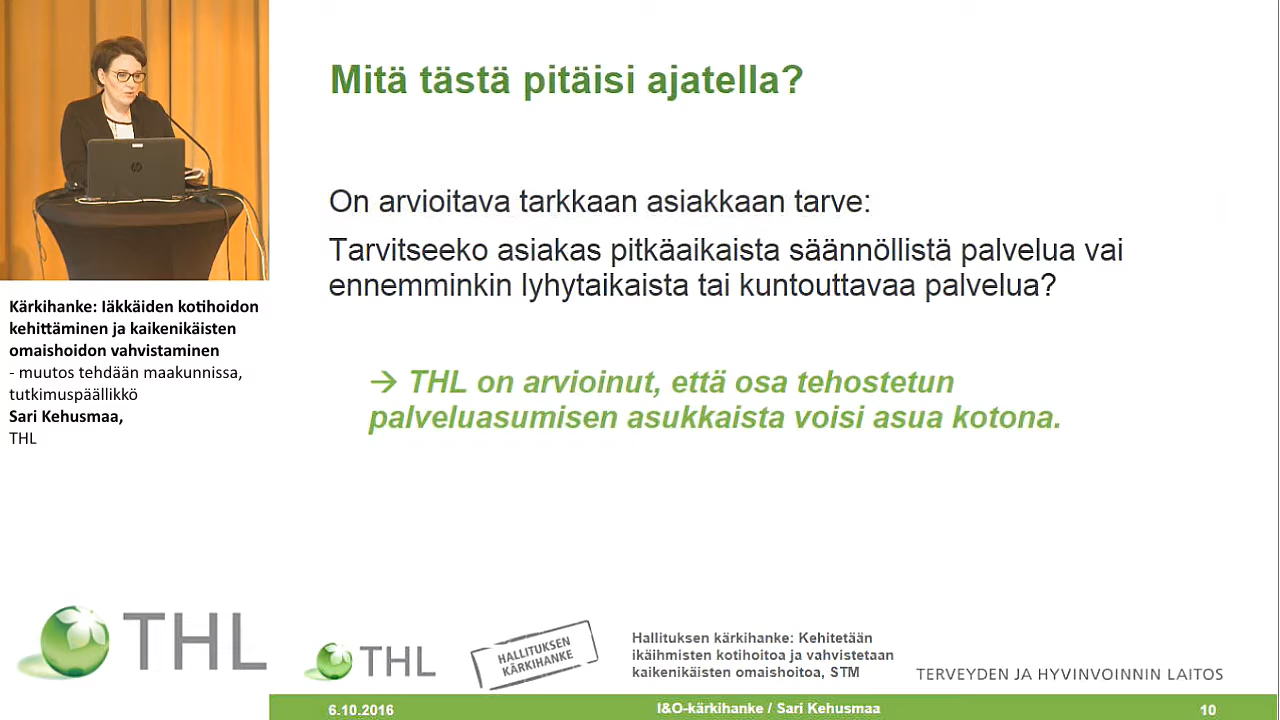 Mitä tästä pitäisi ajatella?
On arvioitava tarkkaan asiakkaan tarve:
Tarvitseeko asiakas pitkäaikaista säännöllistä palvelua vai
ennemminkin lyhytaikaista tai kuntouttavaa palvelua?
→ THL on arvioinut, että osa tehostetun
palveluasumisen asukkaista voisi asua kotona.
Kärkihanke: Iäkkäiden kotihoidon
kehittäminen ja kaikenikäisten
omaishoidon vahvistaminen
- muutos tehdään maakunnissa,
tutkimuspäällikkö
Sari Kehusmaa,
THL
THL
THL
HALLITUKSEN
KÄRKIHANKE
Hallituksen kärkihanke: Kehitetään
ikäihmisten kotihoitoa ja vahvistetaan
kaikenikäisten omaishoitoa, STM
TERVEYDEN JA HYVINVOINNIN LAITOS
6.10.2016
I&O-kärkihanke / Sari Kehusmaa
10
hp